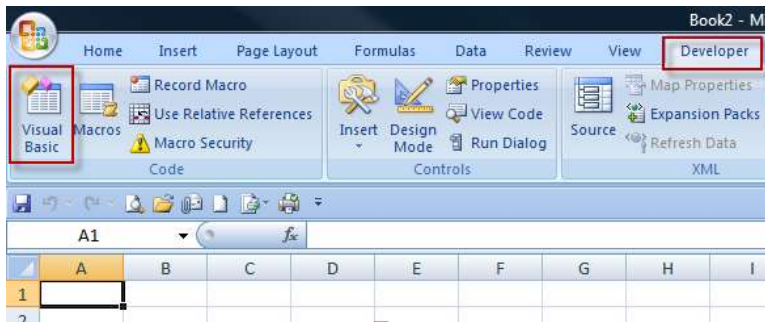 Book2 - M
Home Insert Page Layout Formulas Data Review View Developer
Visual Basic
Macros
Record Macro
Use Relative References
Macro Security
Code
Insert
Design Mode
Properties
View Code
Run Dialog
Controls
Source
Map Properties
Expansion Packs
Refresh Data
XML
A1 fx
A B C D E F G H I
1
2